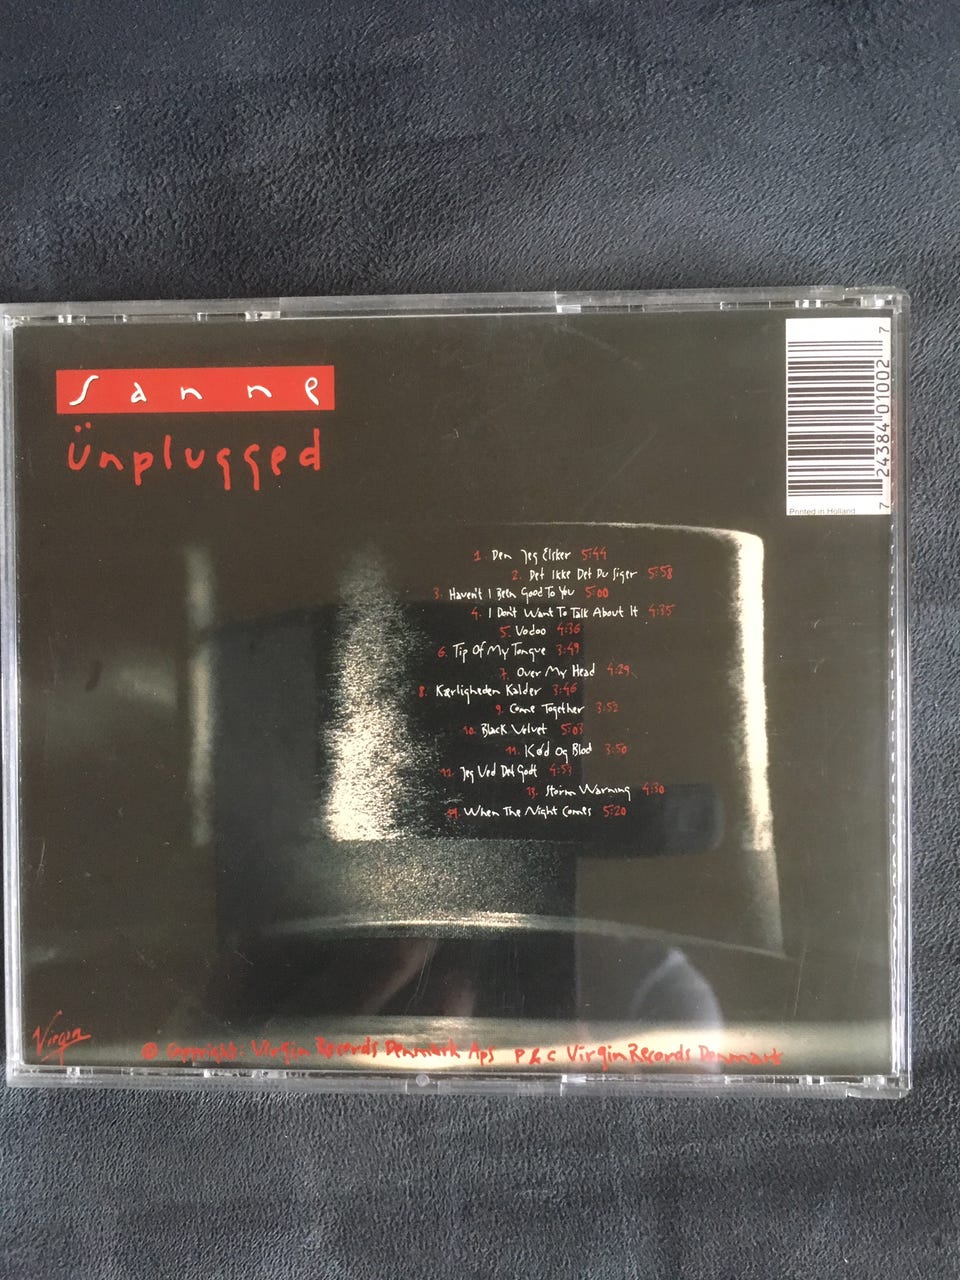 Sanne
Ünplugged
7 24384 01002 7
Printed in Holland
1. Den Jeg Elsker 5:44
2. Det Ikke Det Du Siger 5:58
3. Haven't I Been Good To You 5:00
4. I Don't Want To Talk About It 4:35
5. Vodoo 4:36
6. Tip Of My Tongue 3:49
7. Over My Head 4:29
8. Kærligheden Kalder 3:46
9. Come Together 3:52
10. Black Velvet 5:03
11. Kød Og Blod 3:50
12. Jeg Ved Det Godt 4:53
13. Storm Warning 4:30
14. When The Night Comes 5:20
Virgin
Copyright. Virgin Records Denmark Aps P & C Virgin Records Denmark